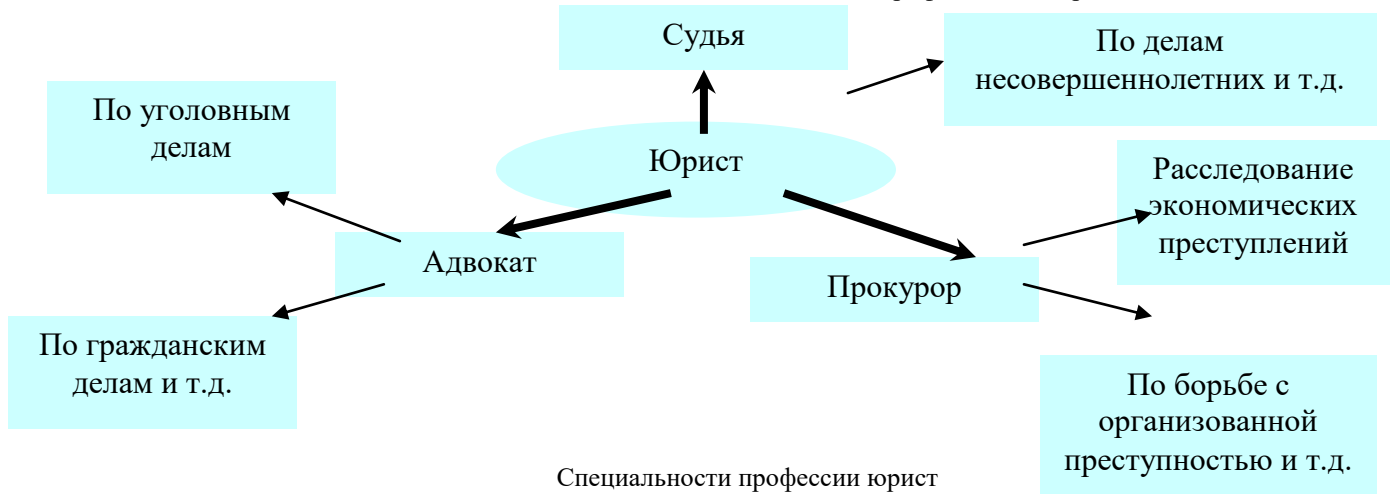 Судья
По делам
несовершеннолетних и т.д.
По уголовным
делам
Юрист
Расследование
экономических
преступлений
Адвокат
Прокурор
По гражданским
делам и т.д.
По борьбе с
организованной
преступностью и т.д.
Специальности профессии юрист